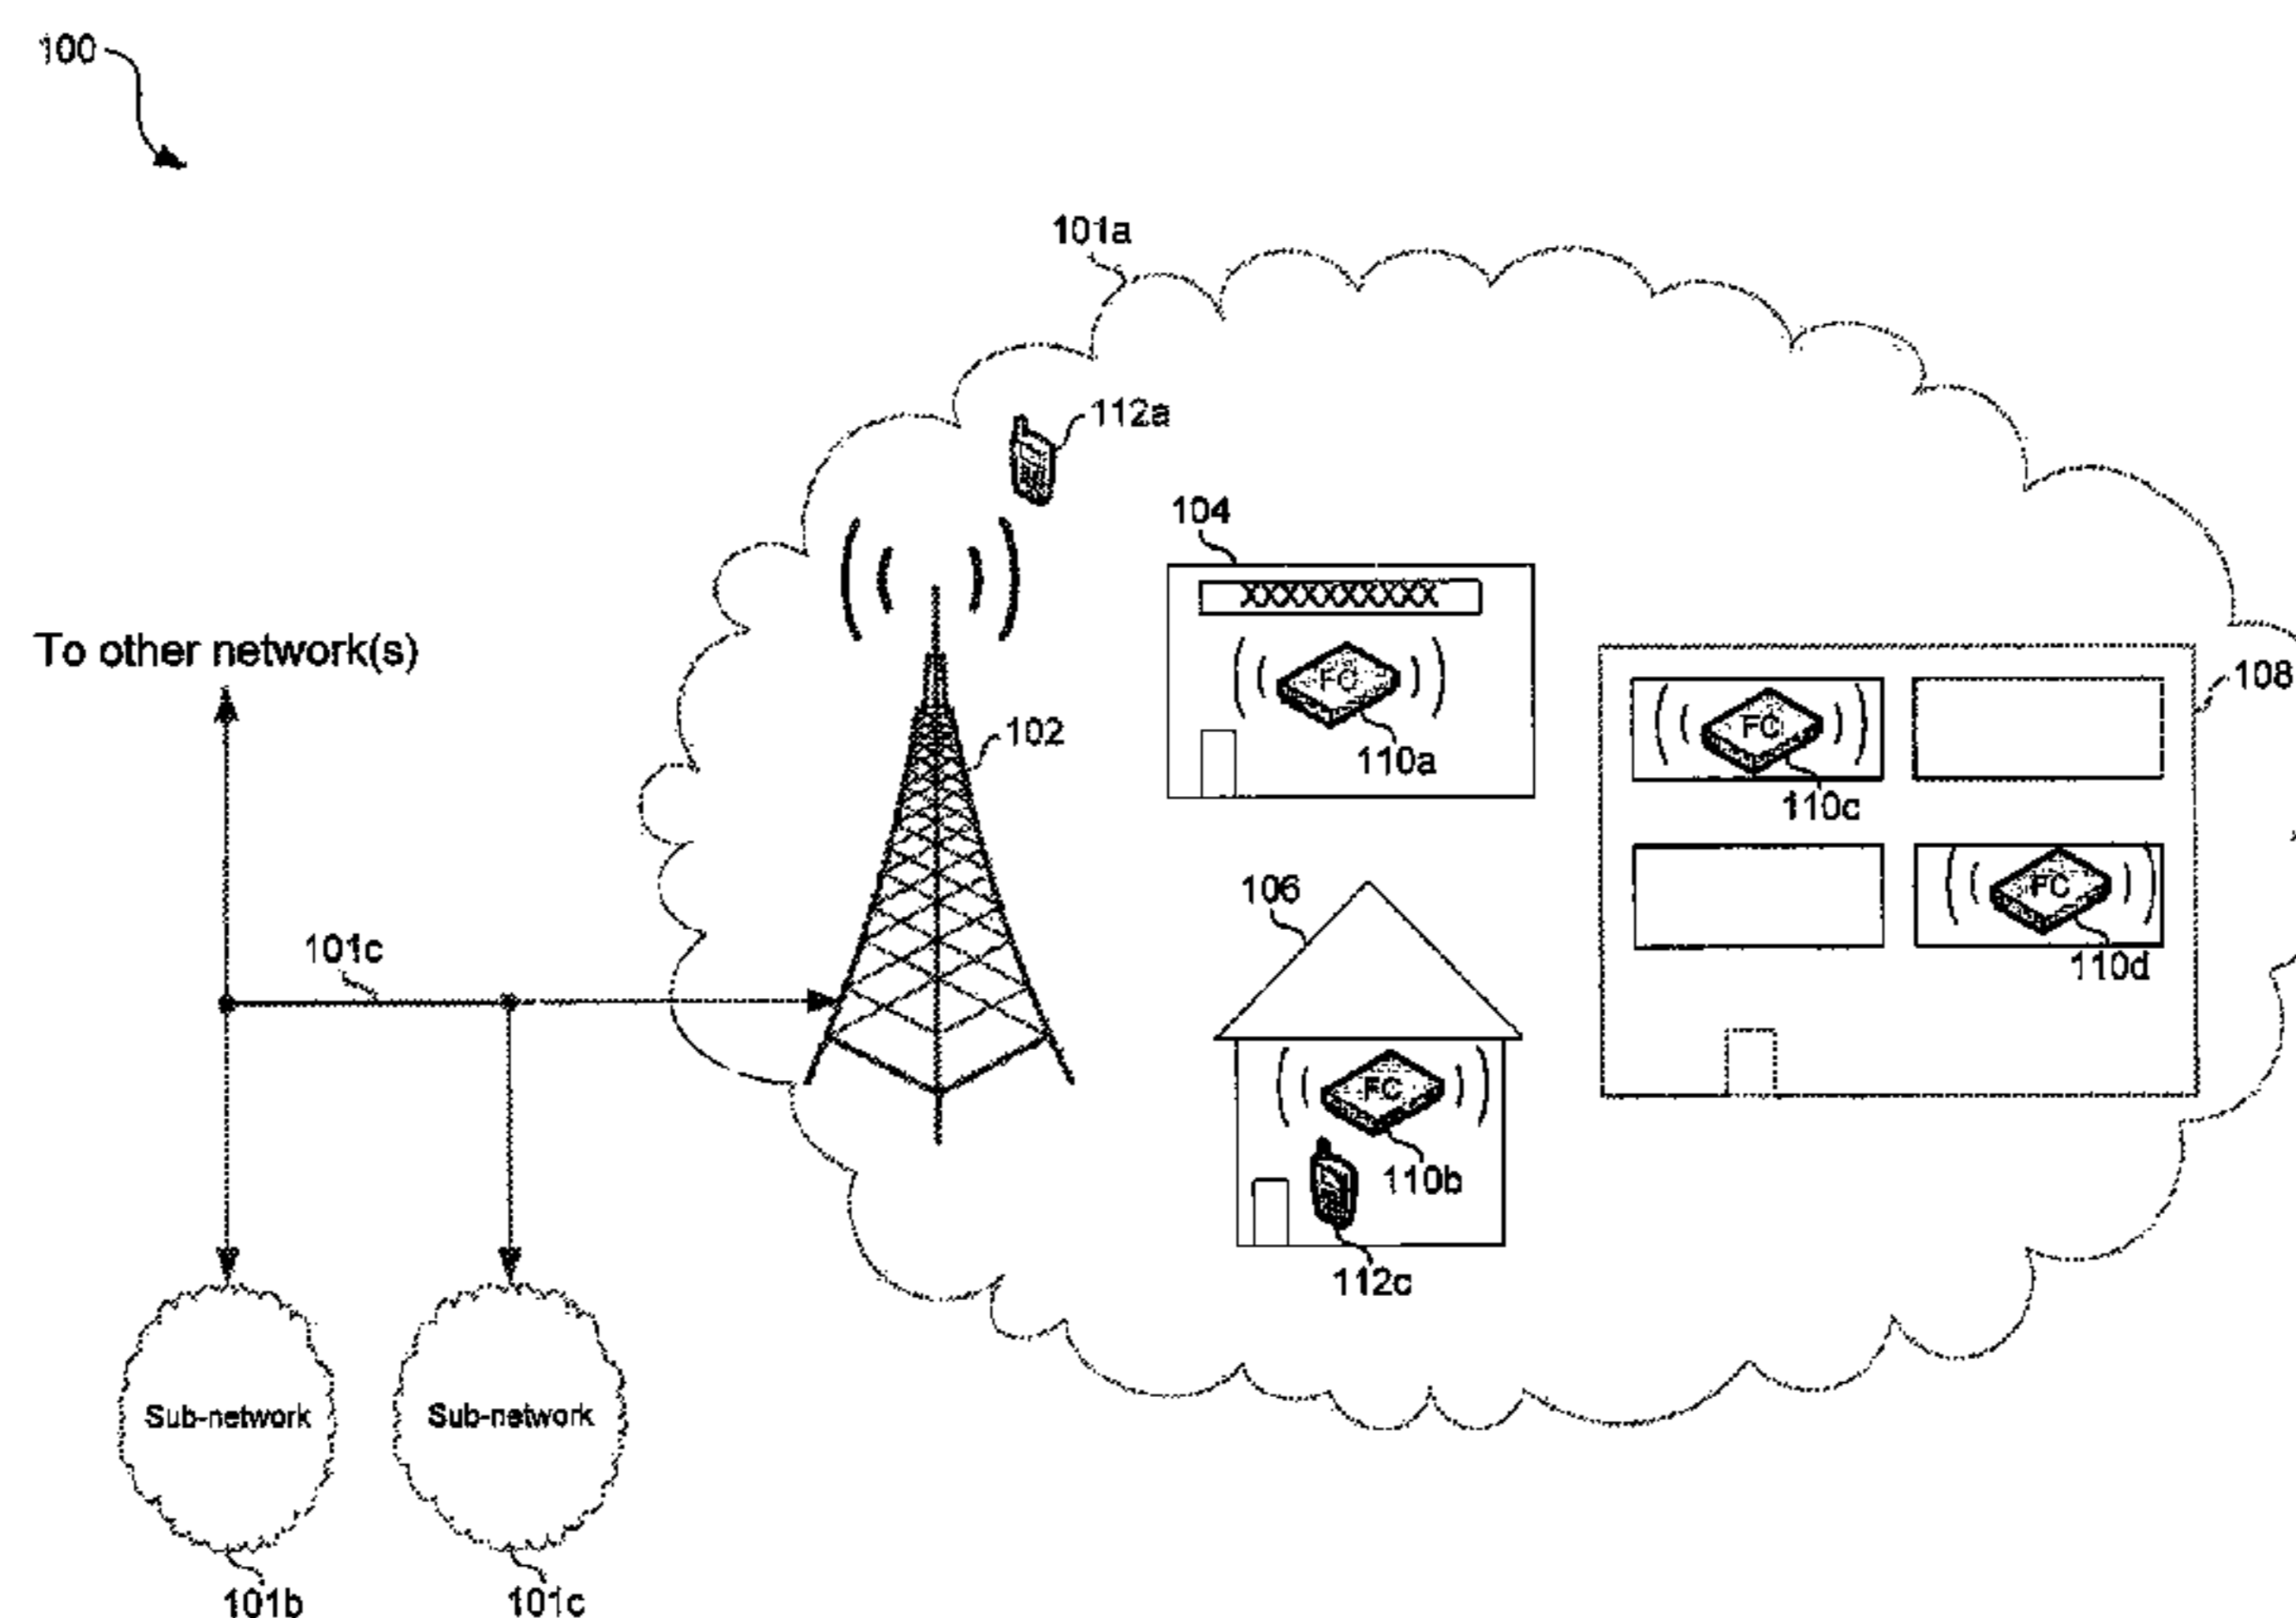 100
101a
112a
104
XXXXXXXXXX
To other network(s)
FC
108
102
FC
110a
110c
106
FC
101c
110d
FC
110b
112c
Sub-network
Sub-network
101b
101c